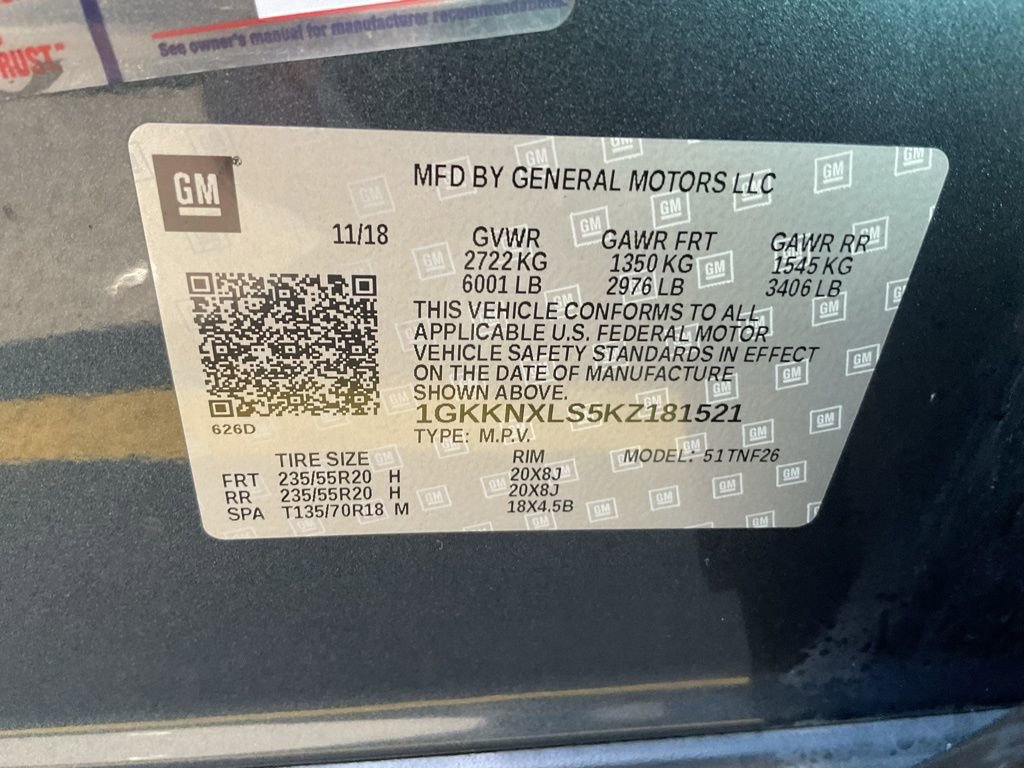 See owner's manual for manufacturer recommendations.
RUST"
GM
MFD BY GENERAL MOTORS LLC
11/18
GVWR GAWR FRT GAWR RR
2722 KG 1350 KG 1545 KG
6001 LB 2976 LB 3406 LB
THIS VEHICLE CONFORMS TO ALL
APPLICABLE U.S. FEDERAL MOTOR
VEHICLE SAFETY STANDARDS IN EFFECT
ON THE DATE OF MANUFACTURE
SHOWN ABOVE.
1GKKNXLS5KZ181521
626D
TYPE: M.P.V.
TIRE SIZE RIM MODEL: 51TNF26
FRT 235/55R20 H 20X8J
RR 235/55R20 H 20X8J
SPA T135/70R18 M 18X4.5B